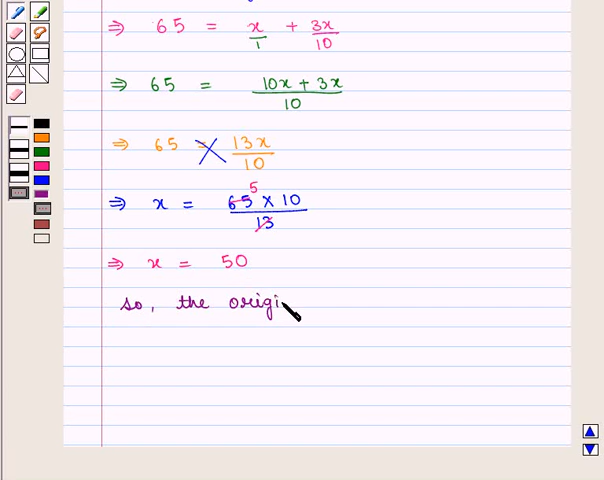 ⇒ 65 = x/1 + 3x/10
⇒ 65 = 10x + 3x/10
⇒ 65 = 13x/10
⇒ x = 65 5 × 10/13
⇒ x = 50
so, the origi